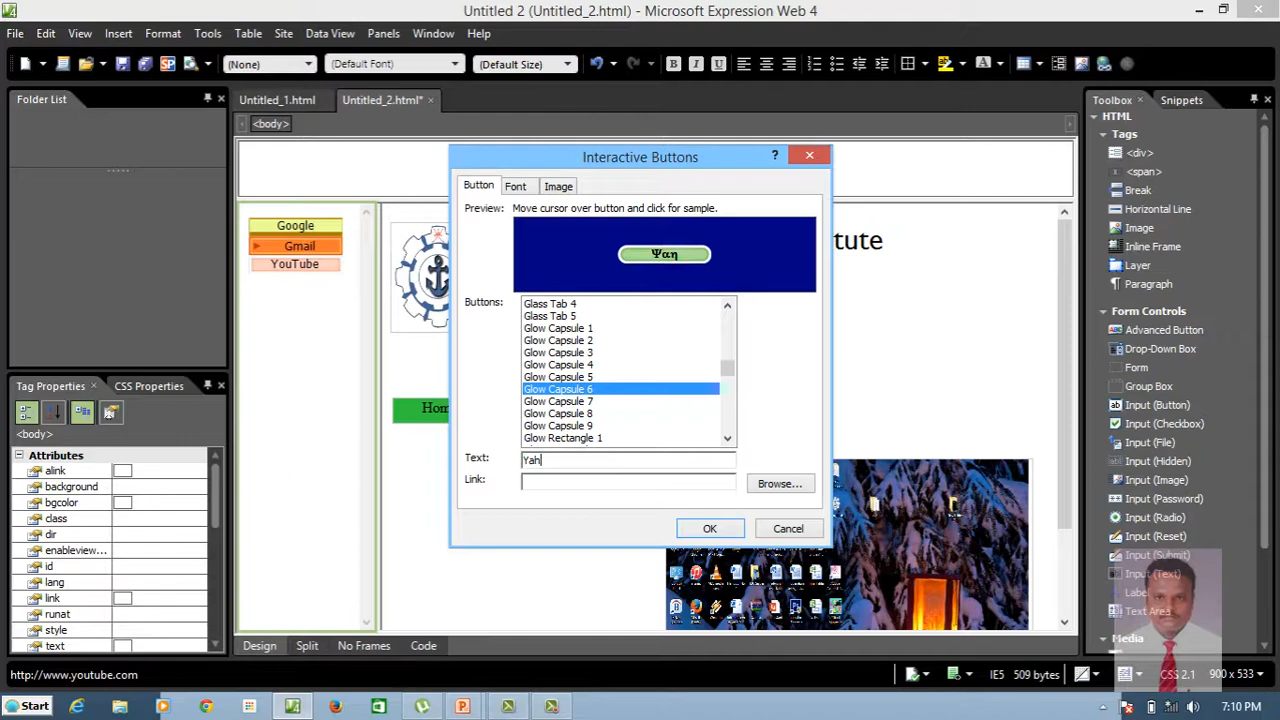 Untitled 2 (Untitled_2.html) - Microsoft Expression Web 4
File Edit View Insert Format Tools Table Site Data View Panels Window Help
(None) (Default Font) (Default Size) B I U A
Folder List
Untitled_1.html Untitled_2.html* ×
<body>
Toolbox Snippets
HTML
Tags
<div>
<span>
Break
Horizontal Line
Image
Inline Frame
Layer
Paragraph
Form Controls
Advanced Button
Drop-Down Box
Form
Group Box
Input (Button)
Input (Checkbox)
Input (File)
Input (Hidden)
Input (Image)
Input (Password)
Input (Radio)
Input (Reset)
Input (Submit)
Input (Text)
Text Area
Media
Google
Gmail
YouTube
tute
Hom
Interactive Buttons
Button Font Image
Preview: Move cursor over button and click for sample.
Ψαη
Buttons:
Glass Tab 4
Glass Tab 5
Glow Capsule 1
Glow Capsule 2
Glow Capsule 3
Glow Capsule 4
Glow Capsule 5
Glow Capsule 6
Glow Capsule 7
Glow Capsule 8
Glow Capsule 9
Glow Rectangle 1
Text: Yah
Link: Browse...
OK Cancel
Tag Properties × CSS Properties
<body>
Attributes
alink
background
bgcolor
class
dir
enableview...
id
lang
link
runat
style
text
Design Split No Frames Code
http://www.youtube.com IE5 509 bytes CSS 2.1 900 x 533
Start 7:10 PM